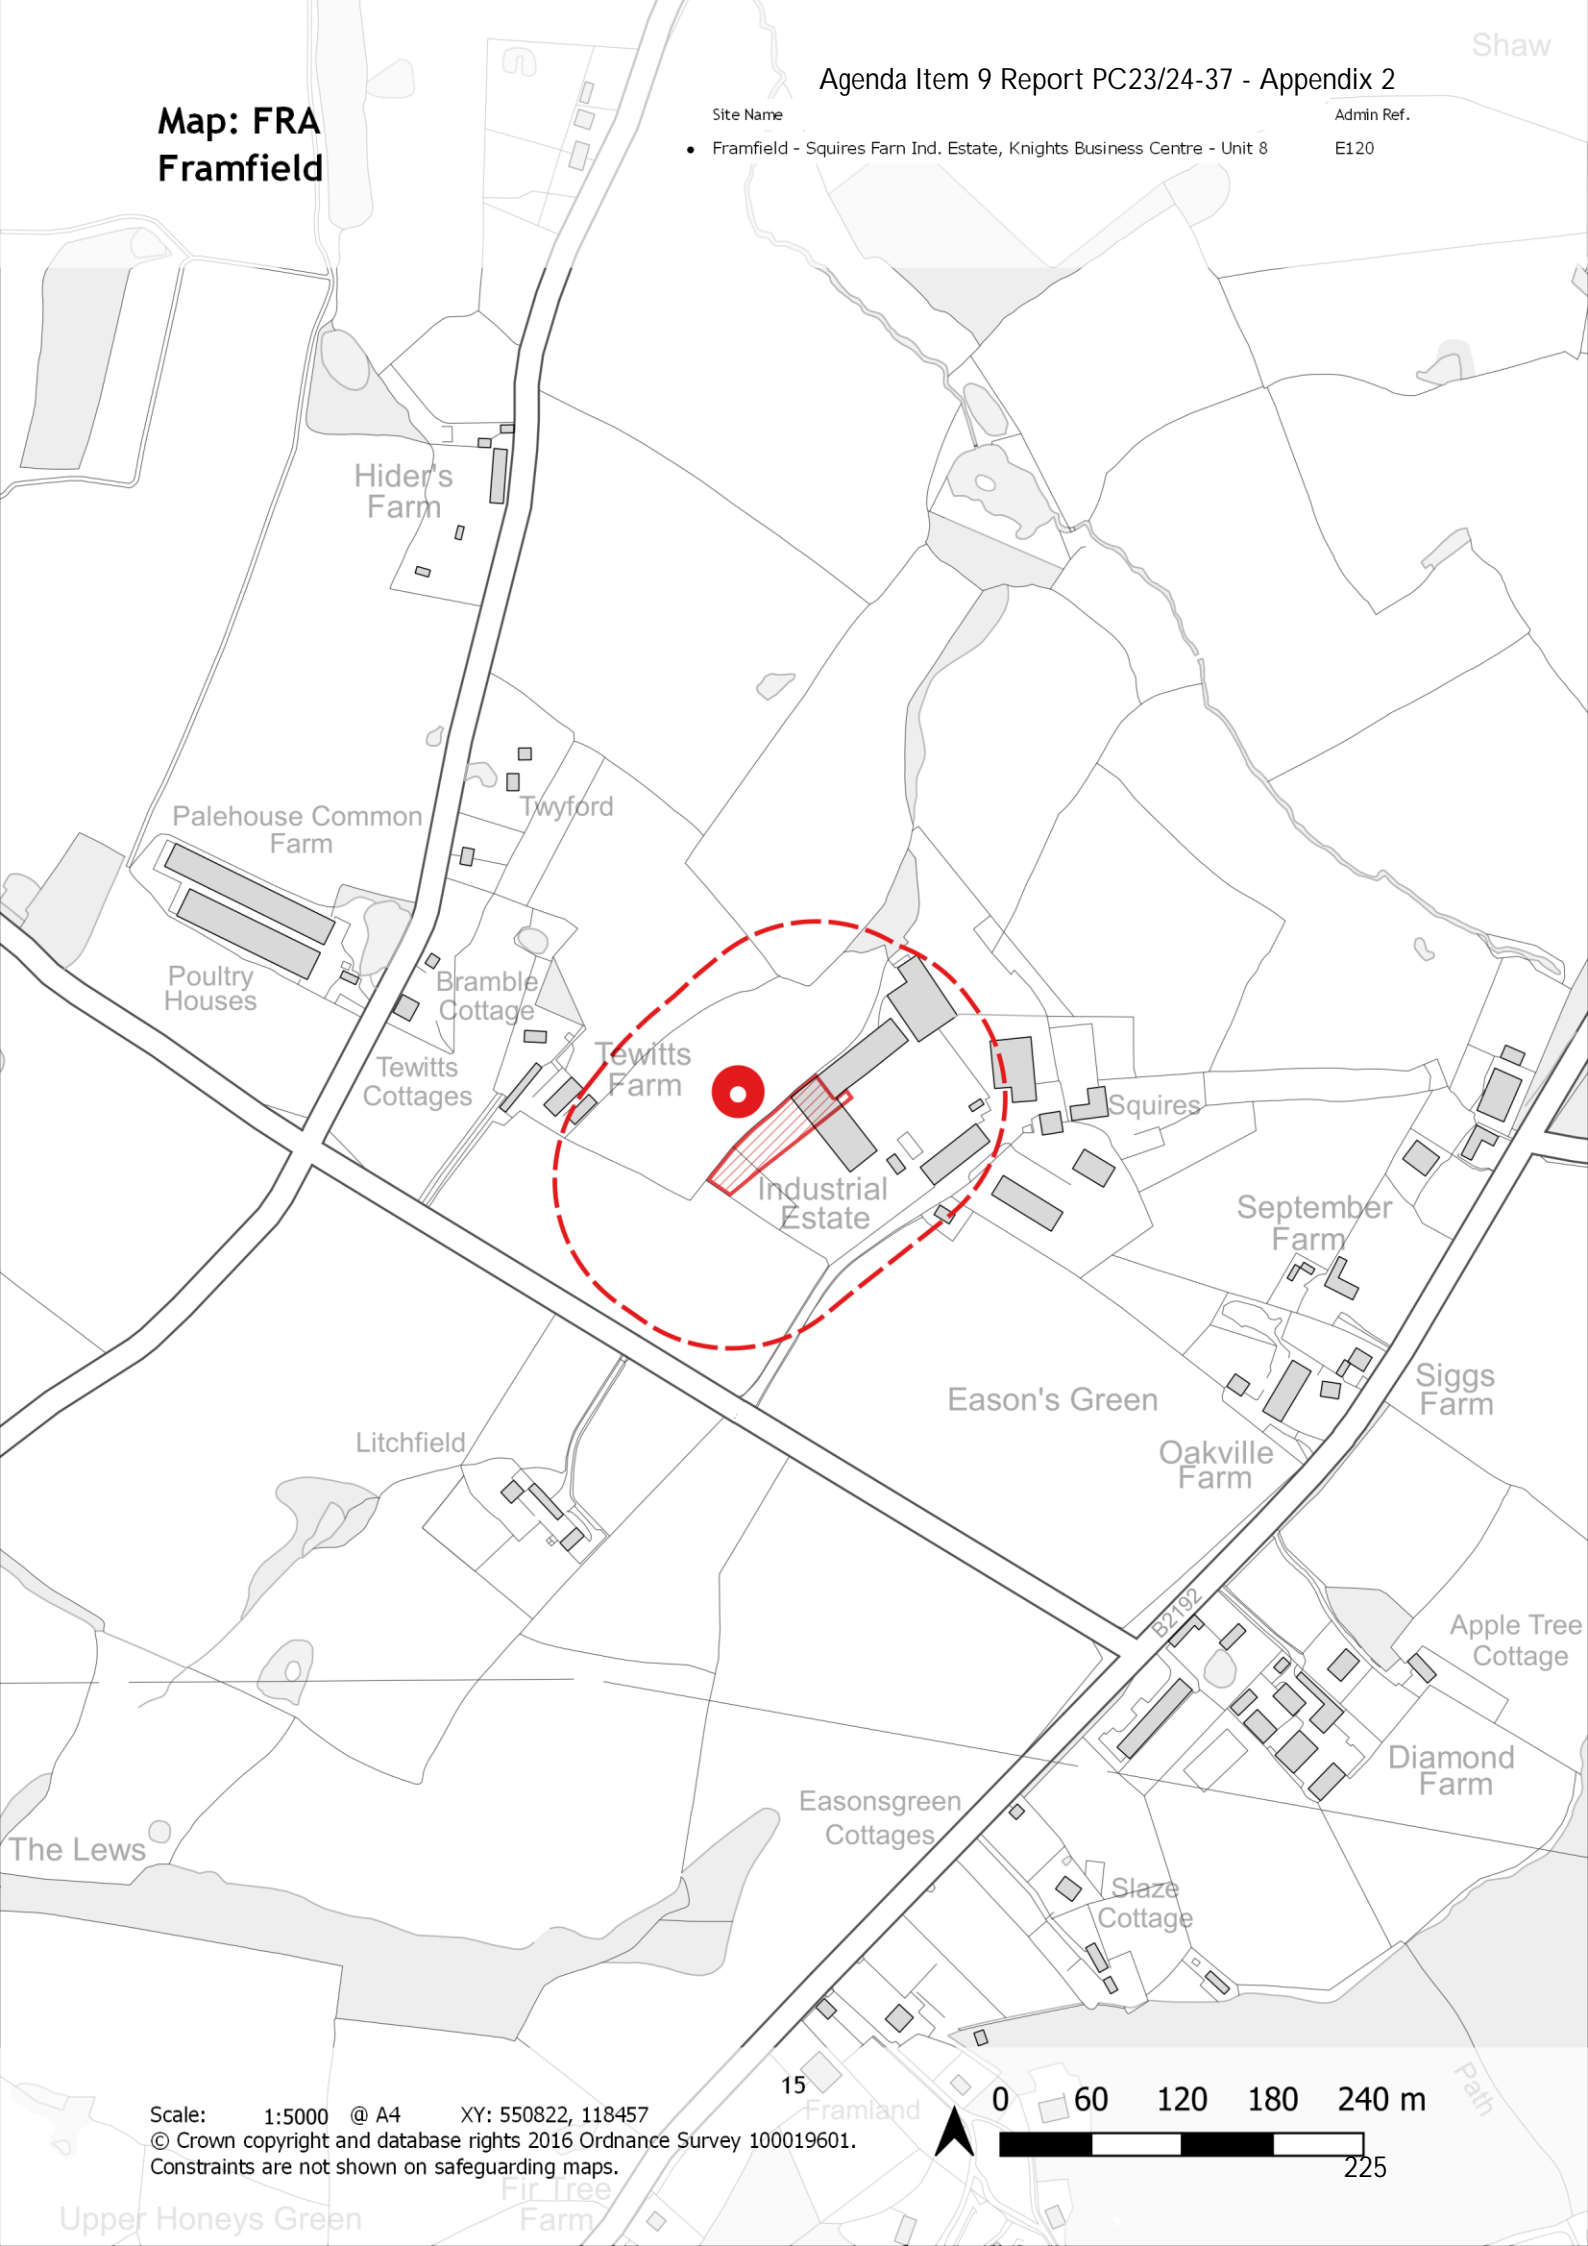 Shaw
Agenda Item 9 Report PC23/24-37 - Appendix 2
Map: FRA
Framfield
Site Name
Admin Ref.
• Framfield - Squires Farn Ind. Estate, Knights Business Centre - Unit 8
E120
Hider's
Farm
Twyford
Palehouse Common
Farm
Poultry
Houses
Bramble
Cottage
Tewitts
Cottages
Tewitts
Farm
Squires
Industrial
Estate
September
Farm
Siggs
Farm
Eason's Green
Oakville
Farm
Litchfield
B2192
Apple Tree
Cottage
Diamond
Farm
Easonsgreen
Cottages
The Lews
Slaze
Cottage
Path
15
Framland
0 60 120 180 240 m
Scale: 1:5000 @ A4 XY: 550822, 118457
© Crown copyright and database rights 2016 Ordnance Survey 100019601.
Constraints are not shown on safeguarding maps.
225
Fir Tree
Farm
Upper Honeys Green